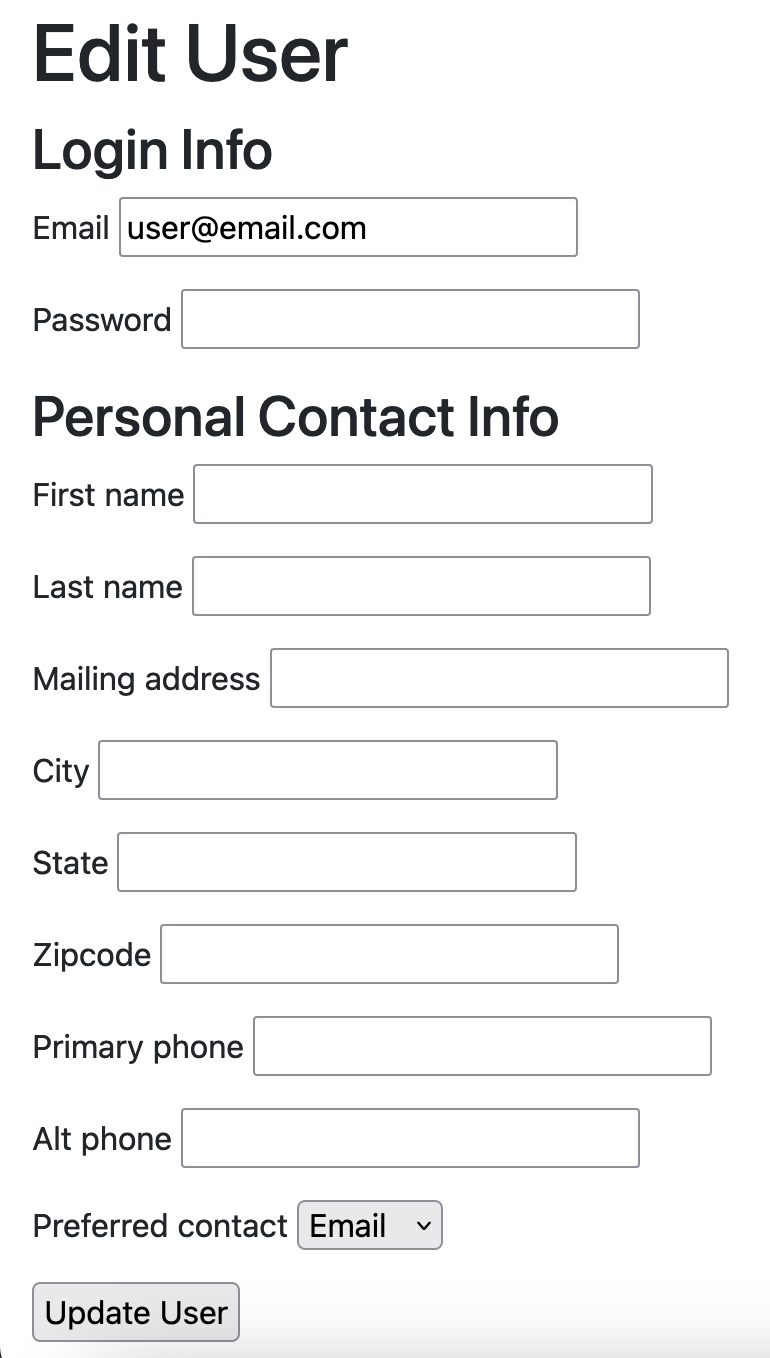 Edit User
Login Info
Email user@email.com
Password
Personal Contact Info
First name
Last name
Mailing address
City
State
Zipcode
Primary phone
Alt phone
Preferred contact Email
Update User